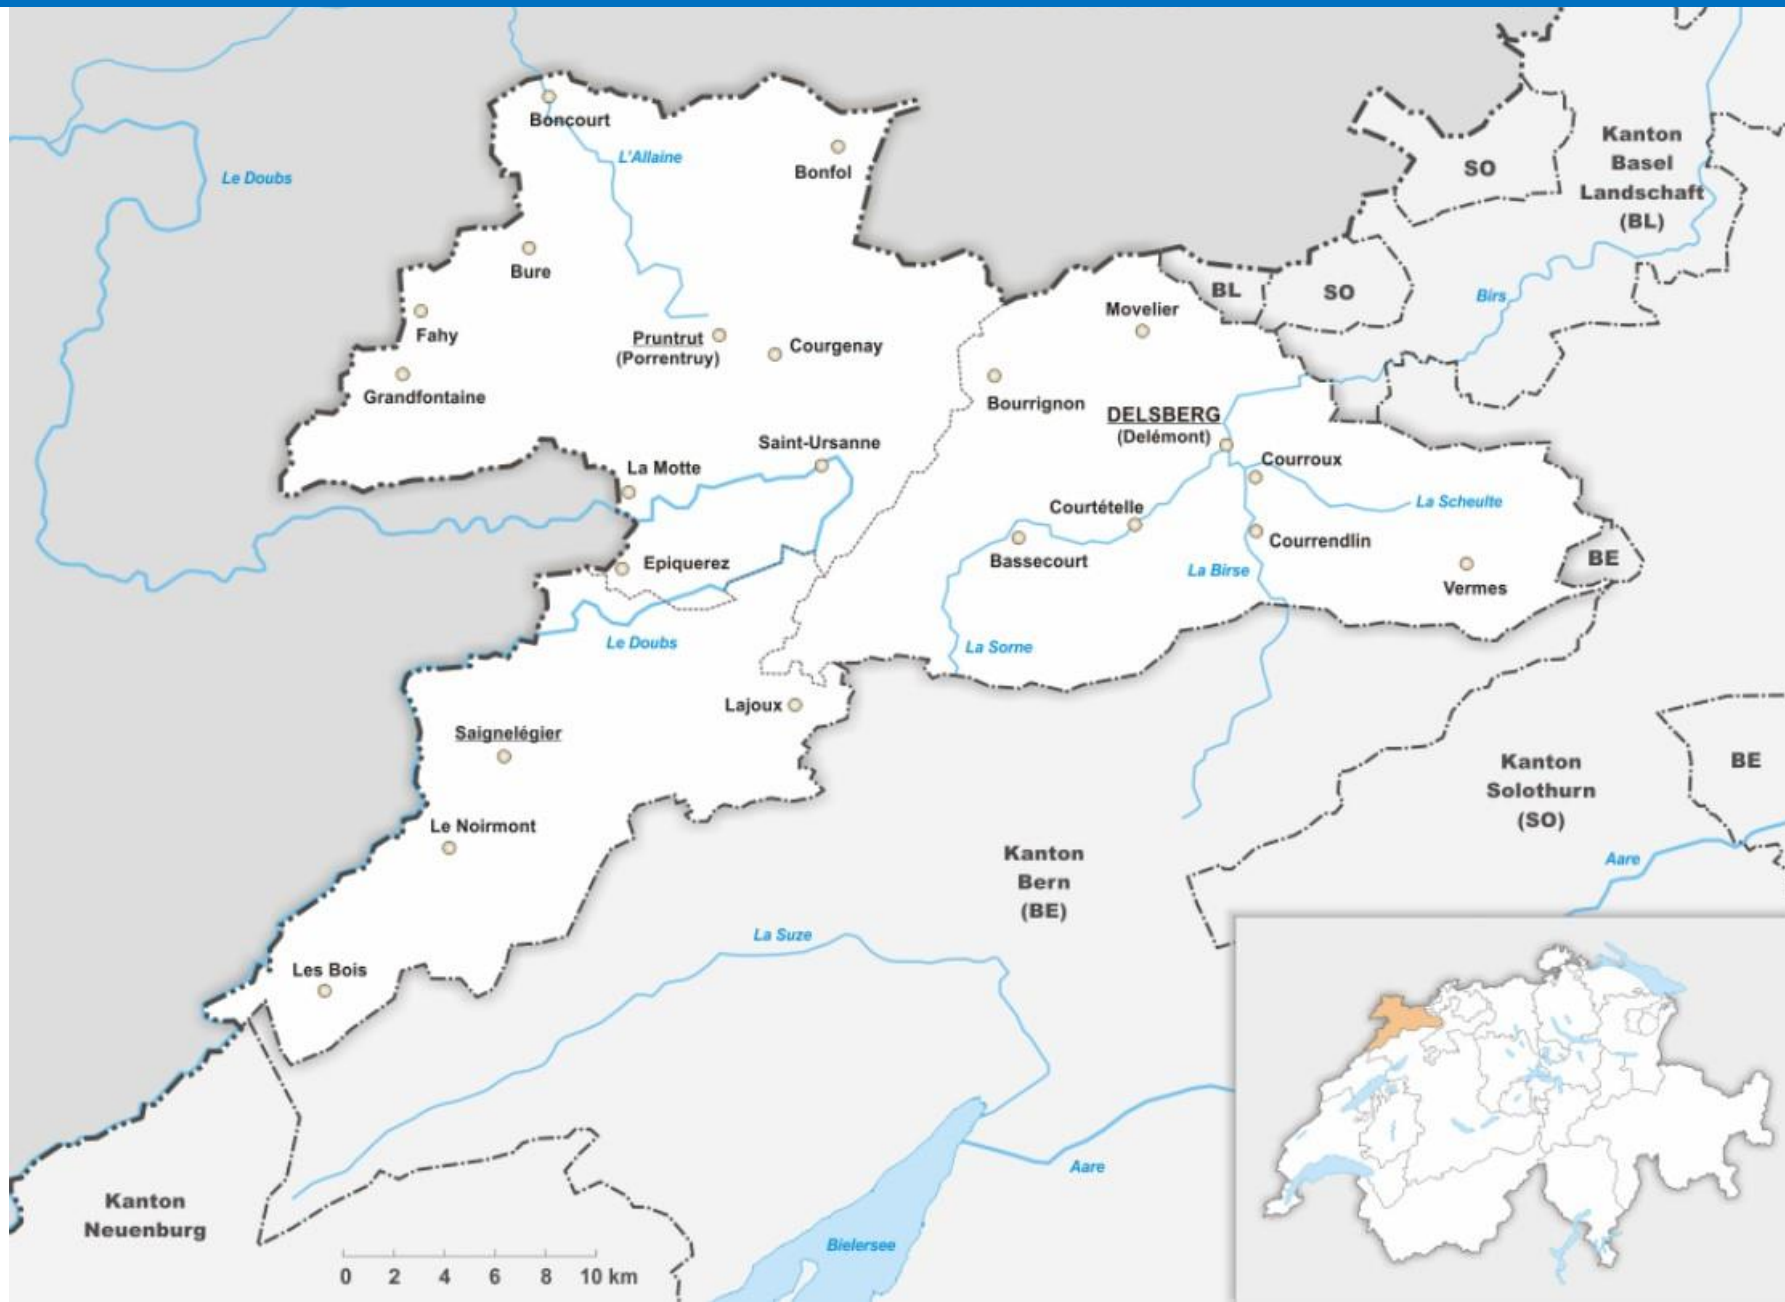 Boncourt
L'Allaine
Le Doubs
Bonfol
SO
Kanton
Basel
Landschaft
(BL)
Bure
BL
SO
Birs
Fahy
Movelier
Pruntrut
(Porrentruy)
Courgenay
Grandfontaine
Bourrignon
DELSBERG
(Delémont)
Saint-Ursanne
La Motte
Courroux
La Scheulte
Courtételle
Courrendlin
Epiquerez
Bassecourt
La Birse
BE
Vermes
Le Doubs
La Sorne
Lajoux
Saignelégier
Kanton
Solothurn
(SO)
BE
Le Noirmont
Kanton
Bern
(BE)
Aare
La Suze
Les Bois
Aare
Kanton
Neuenburg
Bielersee
0 2 4 6 8 10 km